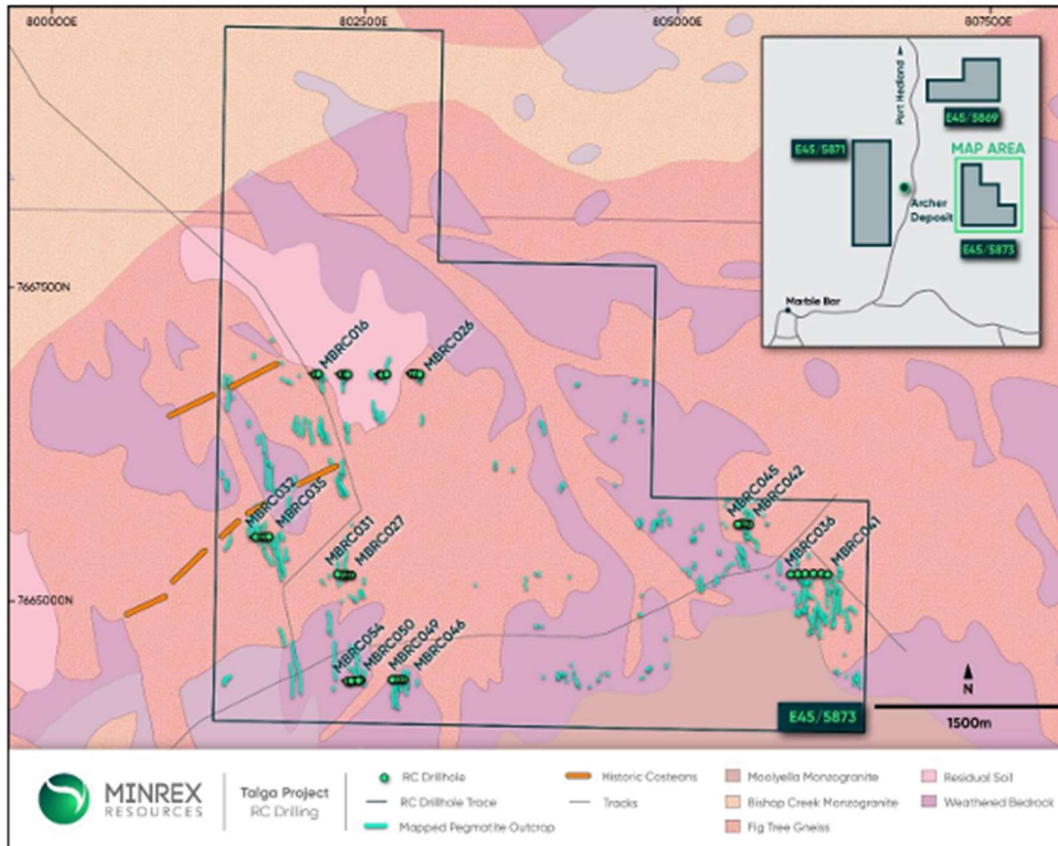 800000E 802500E 805000E 807500E
Port Hedland
E45/5869
E45/5871
MAP AREA
Archer
Deposit
E45/5873
Marble Bar
7667500N
MBRC016
MBRC026
MBRC032
MBRC035
MBRC031
MBRC027
MBRC045
MBRC042
MBRC036
MBRC041
7665000N
MBRC054
MBRC050
MBRC049
MBRC046
N
E45/5873
1500m
MINREX
RESOURCES
Talga Project
RC Drilling
RC Drillhole
RC Drillhole Trace
Mapped Pegmatite Outcrop
Historic Costeans
Tracks
Moolyella Monzogranite
Bishop Creek Monzogranite
Fig Tree Gneiss
Residual Soil
Weathered Bedrock